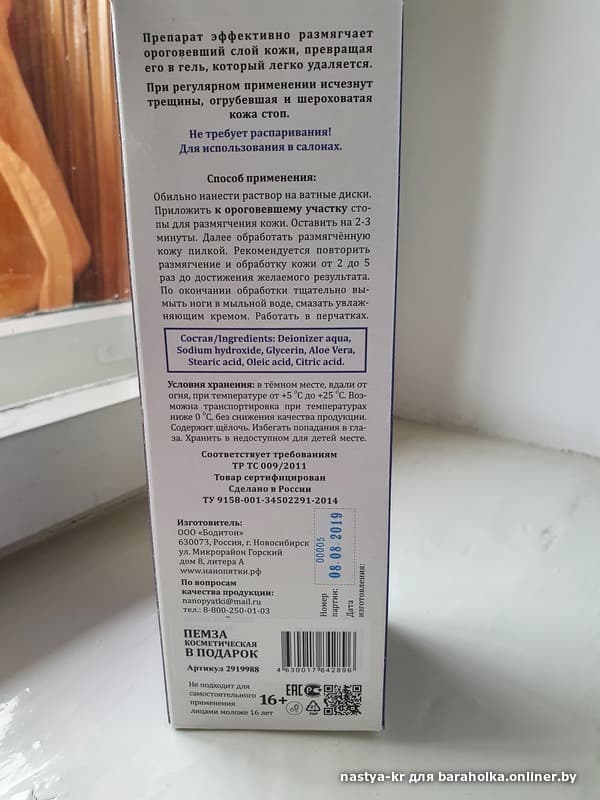 Препарат эффективно размягчает
ороговевший слой кожи, превращая
его в гель, который легко удаляется.
При регулярном применении исчезнут
трещины, огрубевшая и шероховатая
кожа стоп.
Не требует распаривания!
Для использования в салонах.
Способ применения:
Обильно нанести раствор на ватные диски.
Приложить к ороговевшему участку сто-
пы для размягчения кожи. Оставить на 2-3
минуты. Далее обработать размягчённую
кожу пилкой. Рекомендуется повторить
размягчение и обработку кожи от 2 до 5
раз до достижения желаемого результата.
По окончании обработки тщательно вы-
мыть ноги в мыльной воде, смазать увлаж-
няющим кремом. Работать в перчатках.
Состав/Ingredients: Deionizer aqua,
Sodium hydroxide, Glycerin, Aloe Vera,
Stearic acid, Oleic acid, Citric acid.
Условия хранения: в тёмном месте, вдали от
огня, при температуре от +5 °C до +25 °C. Воз-
можна транспортировка при температурах
ниже 0 °C, без снижения качества продукции.
Содержит щёлочь. Избегать попадания в гла-
за. Хранить в недоступном для детей месте.
Соответствует требованиям
ТР ТС 009/2011
Товар сертифицирован
Сделано в России
ТУ 9158-001-34502291-2014
Изготовитель:
ООО «Бодитон»
630073, Россия, г. Новосибирск
ул. Микрорайон Горский
дом 8, литера А
www.нанопятки.рф
По вопросам
качества продукции:
nanopyatki@mail.ru
тел.: 8-800-250-01-03
Номер
партии:
00005
Дата
изготовления:
08.08.2019
ПЕМЗА
КОСМЕТИЧЕСКАЯ
В ПОДАРОК
Артикул 2919988
4 630017 642896
Не подходит для
самостоятельного
применения
лицами моложе 16 лет
16+
EAC
nastya-kr для baraholka.onliner.by